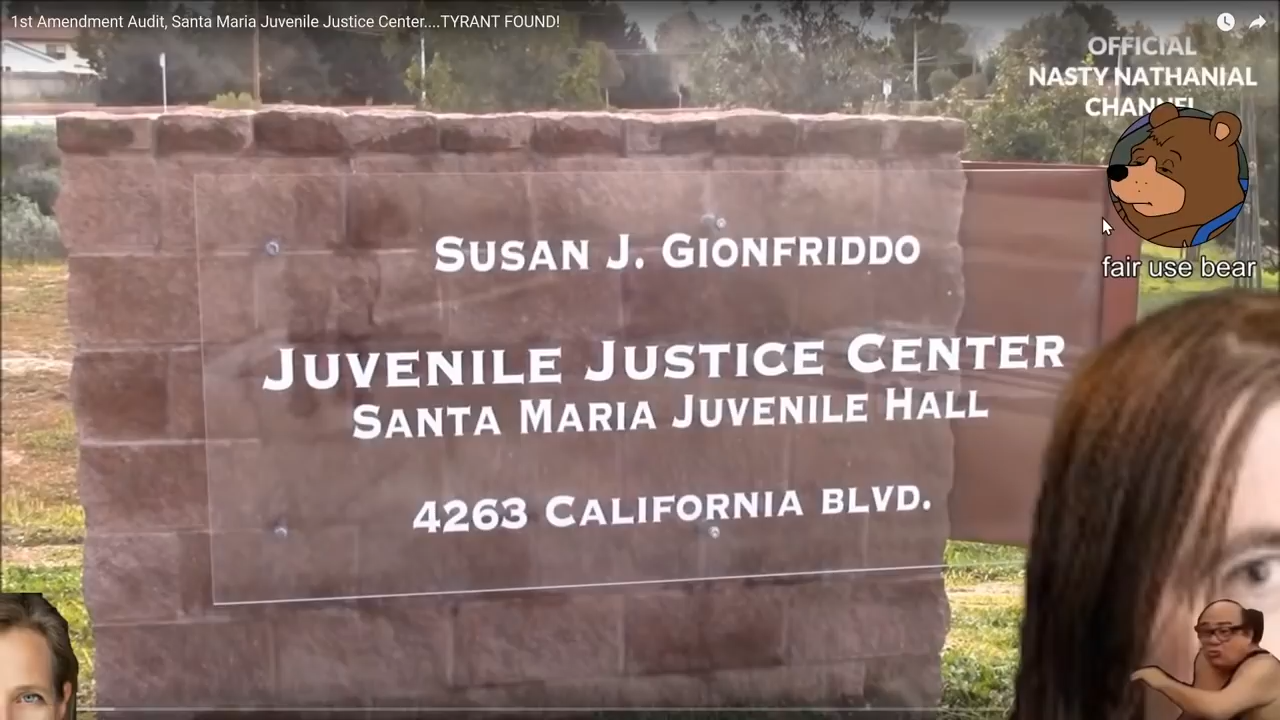 1st Amendment Audit, Santa Maria Juvenile Justice Center....TYRANT FOUND!
OFFICIAL
NASTY NATHANIAL
CHANNEL
fair use bear
SUSAN J. GIONFRIDDO
JUVENILE JUSTICE CENTER
SANTA MARIA JUVENILE HALL
4263 CALIFORNIA BLVD.